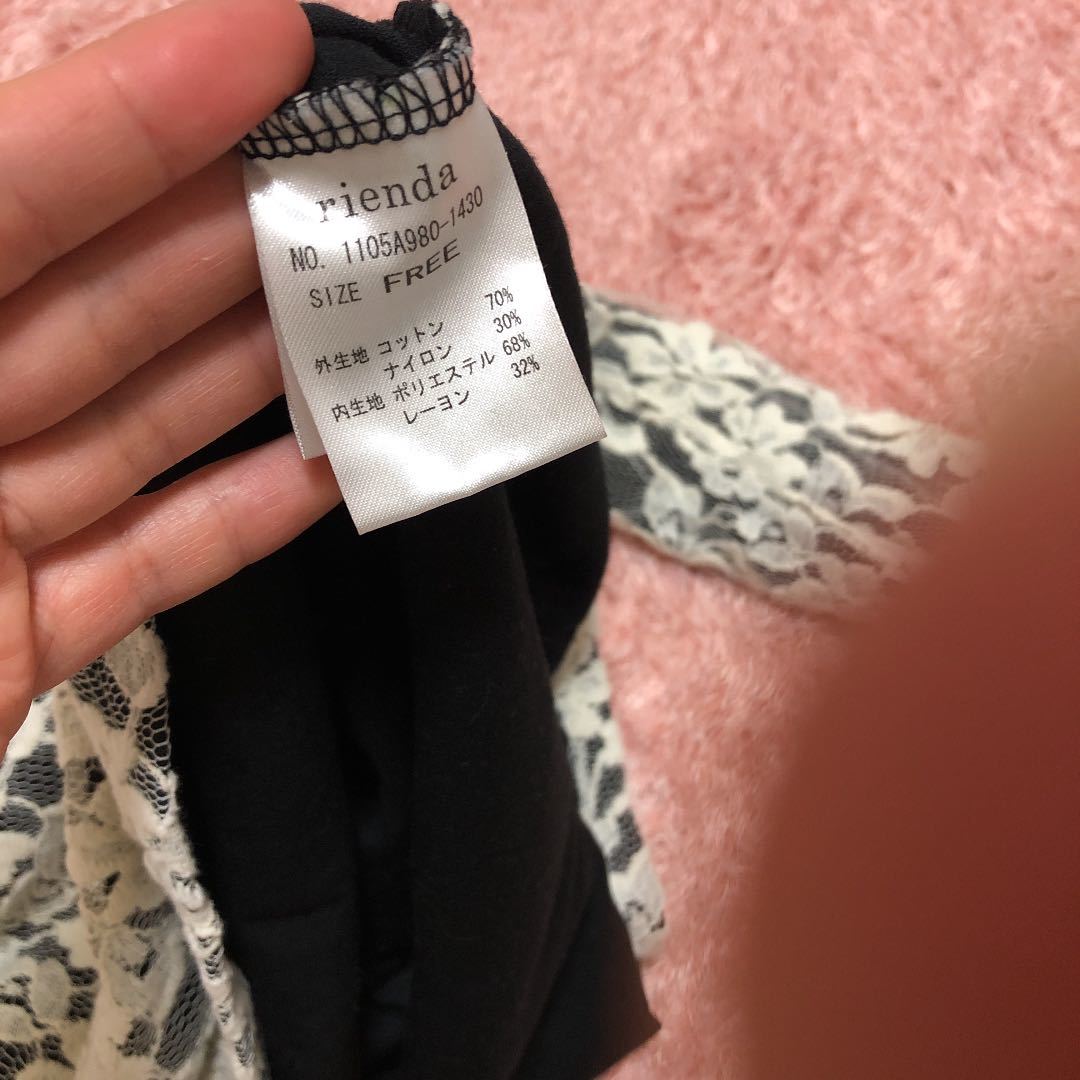 rienda
NO. 1105A980-1430
SIZE FREE
外生地 コットン 70%
ナイロン 30%
内生地 ポリエステル 68%
レーヨン 32%